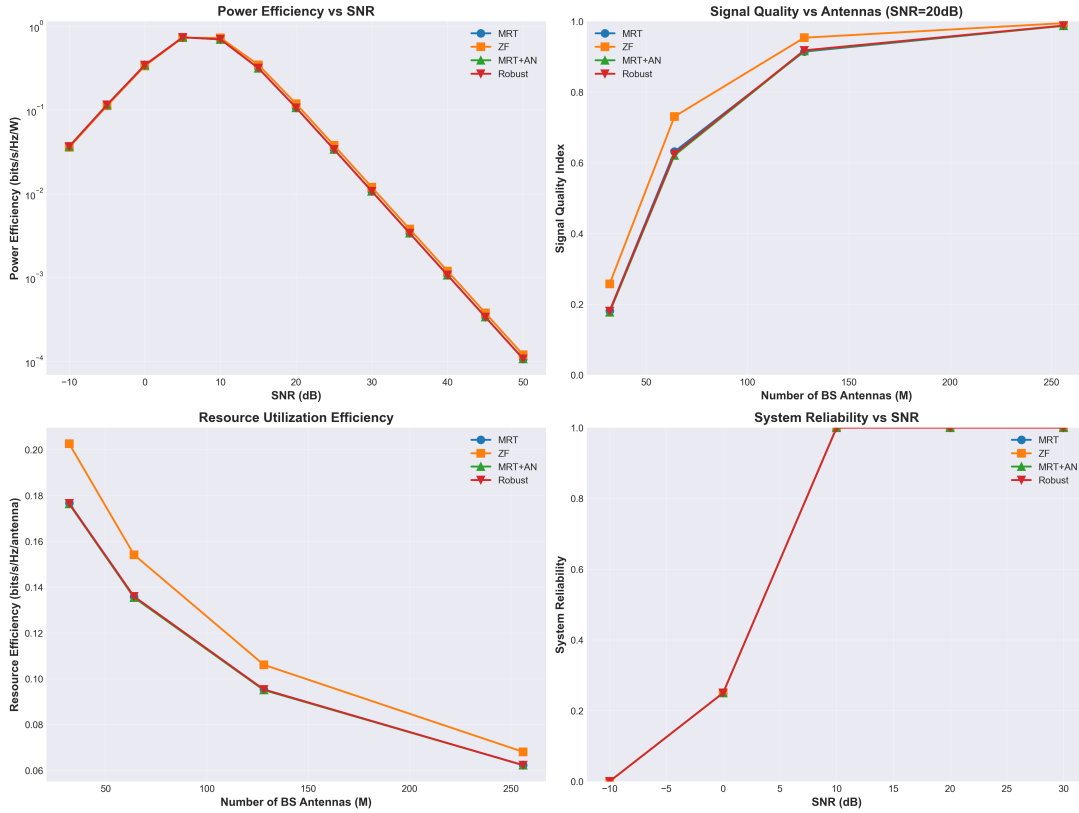 Power Efficiency vs SNR
Power Efficiency (bits/s/Hz/W)
10^0
10^-1
10^-2
10^-3
10^-4
MRT
ZF
MRT+AN
Robust
−10 0 10 20 30 40 50
SNR (dB)
Signal Quality vs Antennas (SNR=20dB)
Signal Quality Index
1.0
0.8
0.6
0.4
0.2
0.0
MRT
ZF
MRT+AN
Robust
50 100 150 200 250
Number of BS Antennas (M)
Resource Utilization Efficiency
Resource Efficiency (bits/s/Hz/antenna)
0.20
0.18
0.16
0.14
0.12
0.10
0.08
0.06
MRT
ZF
MRT+AN
Robust
50 100 150 200 250
Number of BS Antennas (M)
System Reliability vs SNR
System Reliability
1.0
0.8
0.6
0.4
0.2
0.0
MRT
ZF
MRT+AN
Robust
−10 −5 0 5 10 15 20 25 30
SNR (dB)